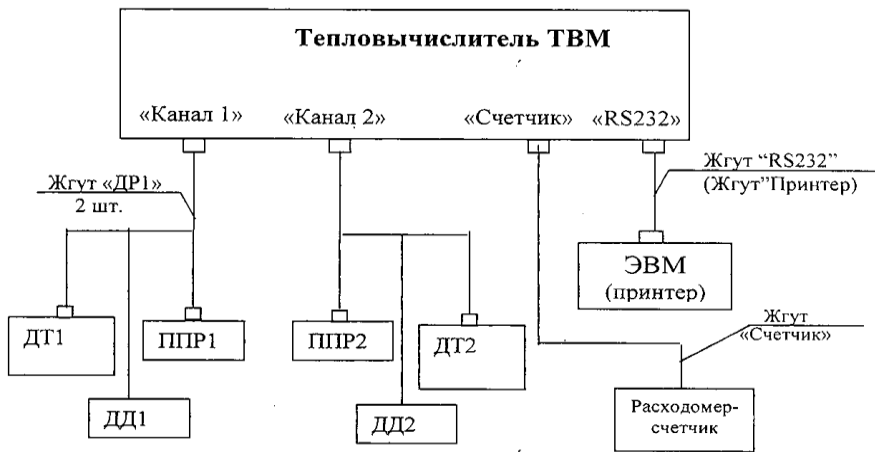 Тепловычислитель ТВМ
«Канал 1» «Канал 2» «Счетчик» «RS232»
Жгут «ДР1»
2 шт.
Жгут “RS232”
(Жгут”Принтер)
ЭВМ
(принтер)
ДТ1
ППР1
ППР2
ДТ2
Жгут
«Счетчик»
ДД1
ДД2
Расходомер-
счетчик